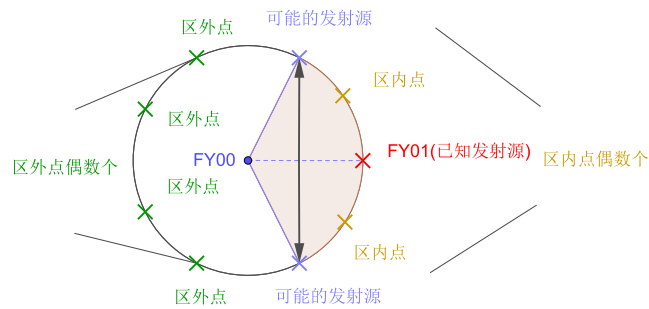 可能的发射源
区外点
区内点
区外点
FY01(已知发射源)
FY00
区内点偶数个
区外点偶数个
区外点
区内点
区外点
可能的发射源